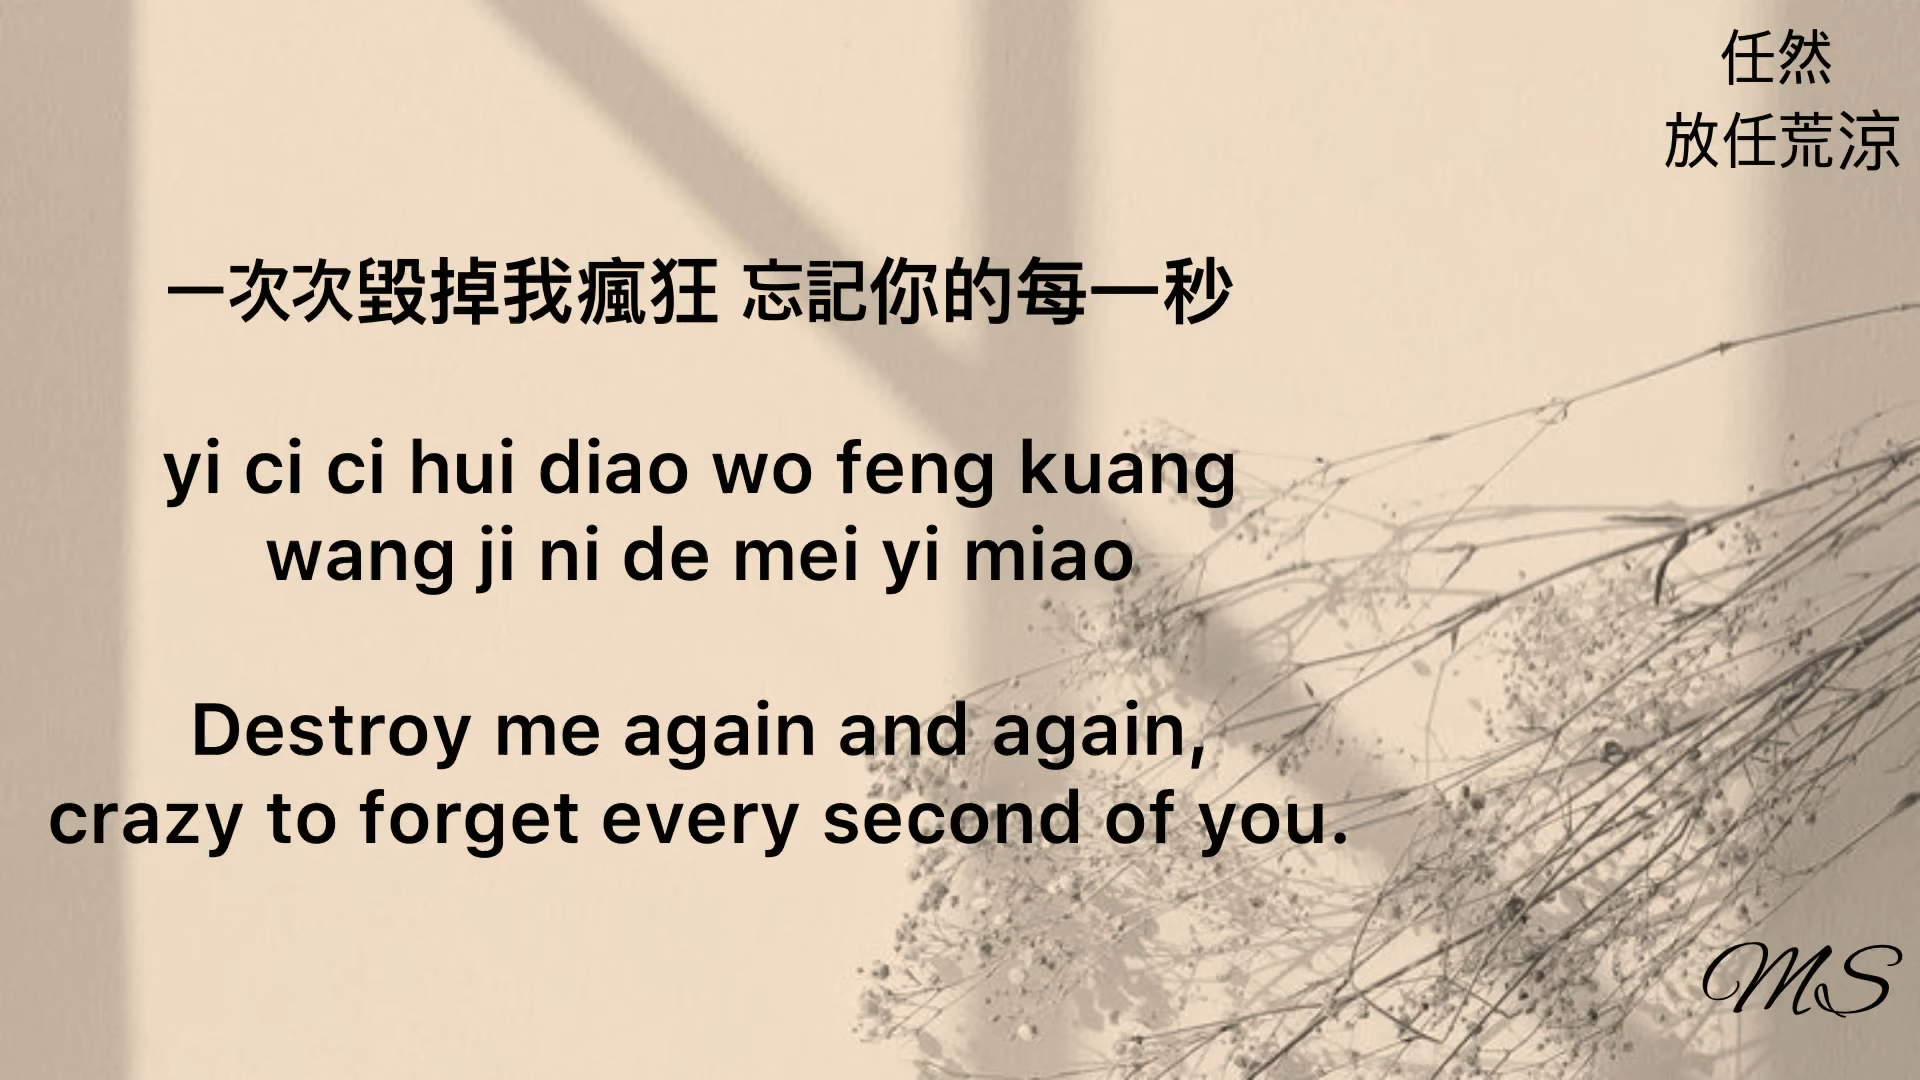 任然
放任荒涼
一次次毀掉我瘋狂 忘記你的每一秒
yi ci ci hui diao wo feng kuang
wang ji ni de mei yi miao
Destroy me again and again,
crazy to forget every second of you.
MS